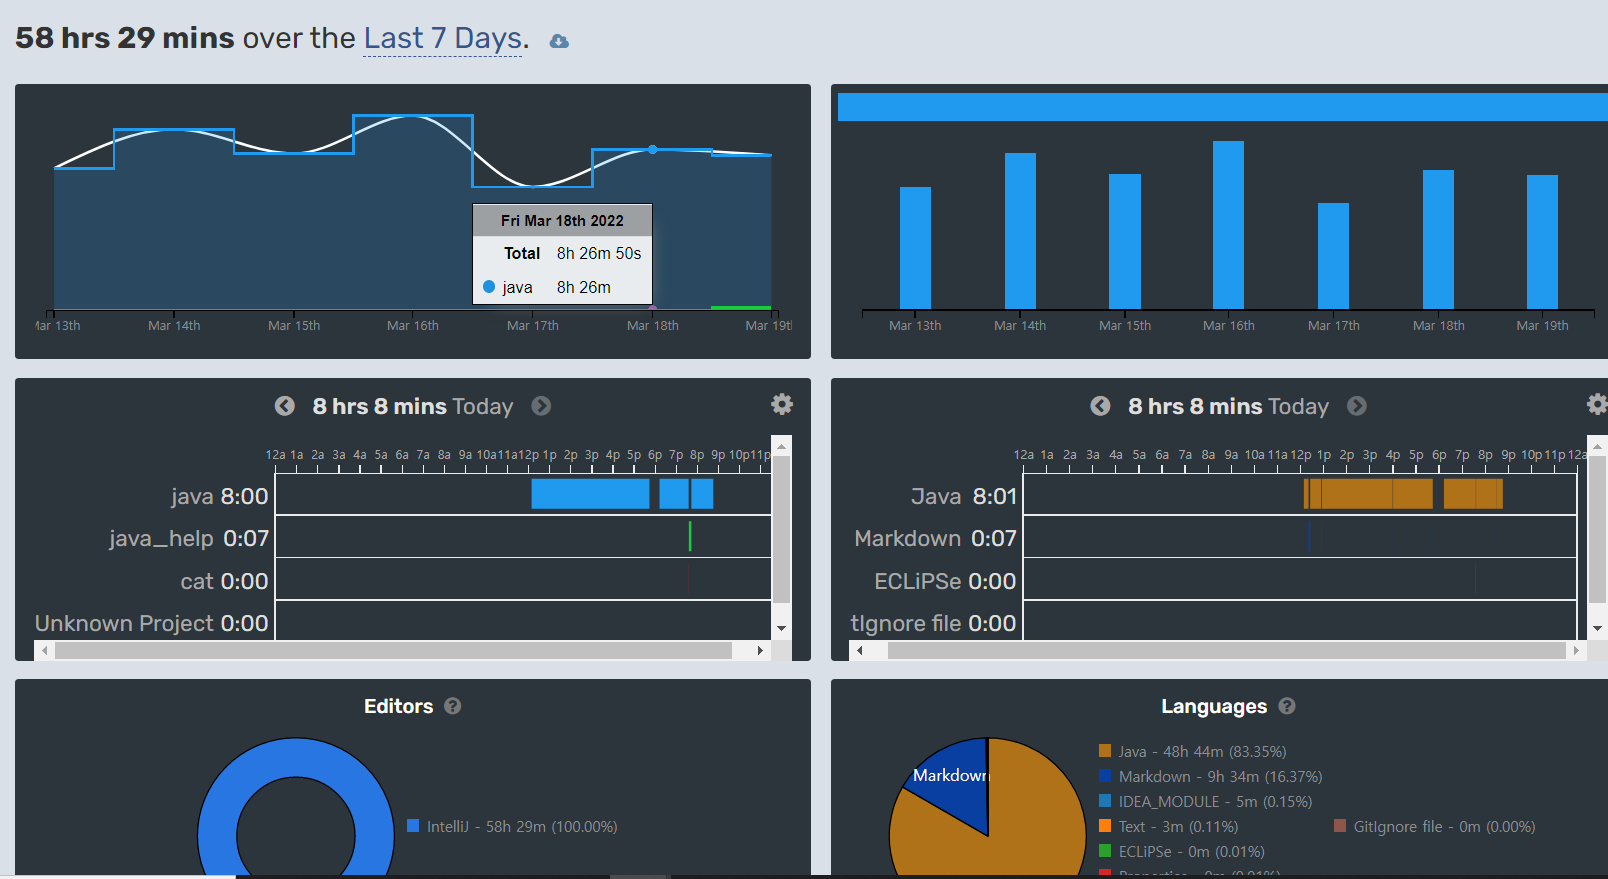 58 hrs 29 mins over the Last 7 Days.
Fri Mar 18th 2022
Total 8h 26m 50s
java 8h 26m
Mar 14th Mar 15th Mar 16th Mar 17th Mar 18th
Mar 13th Mar 14th Mar 15th Mar 16th Mar 17th Mar 18th Mar 19th
8 hrs 8 mins Today
12a 1a 2a 3a 4a 5a 6a 7a 8a 9a 10a 11a 12p 1p 2p 3p 4p 5p 6p 7p 8p 9p 10p 11p
java 8:00
java_help 0:07
cat 0:00
Unknown Project 0:00
8 hrs 8 mins Today
12a 1a 2a 3a 4a 5a 6a 7a 8a 9a 10a 11a 12p 1p 2p 3p 4p 5p 6p 7p 8p 9p 10p 11p 12a
Java 8:01
Markdown 0:07
ECLiPSe 0:00
tIgnore file 0:00
Editors ?
IntelliJ - 58h 29m (100.00%)
Languages ?
Markdown
Java - 48h 44m (83.35%)
Markdown - 9h 34m (16.37%)
IDEA_MODULE - 5m (0.15%)
Text - 3m (0.11%)
ECLiPSe - 0m (0.01%)
GitIgnore file - 0m (0.00%)